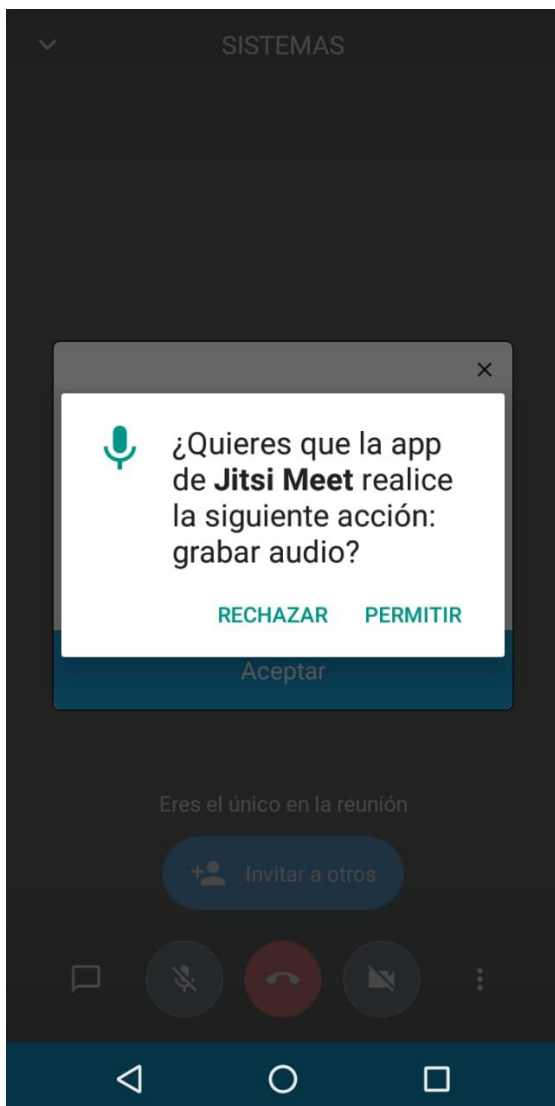 SISTEMAS
¿Quieres que la app
de Jitsi Meet realice
la siguiente acción:
grabar audio?
RECHAZAR PERMITIR
Aceptar
Eres el único en la reunión
Invitar a otros